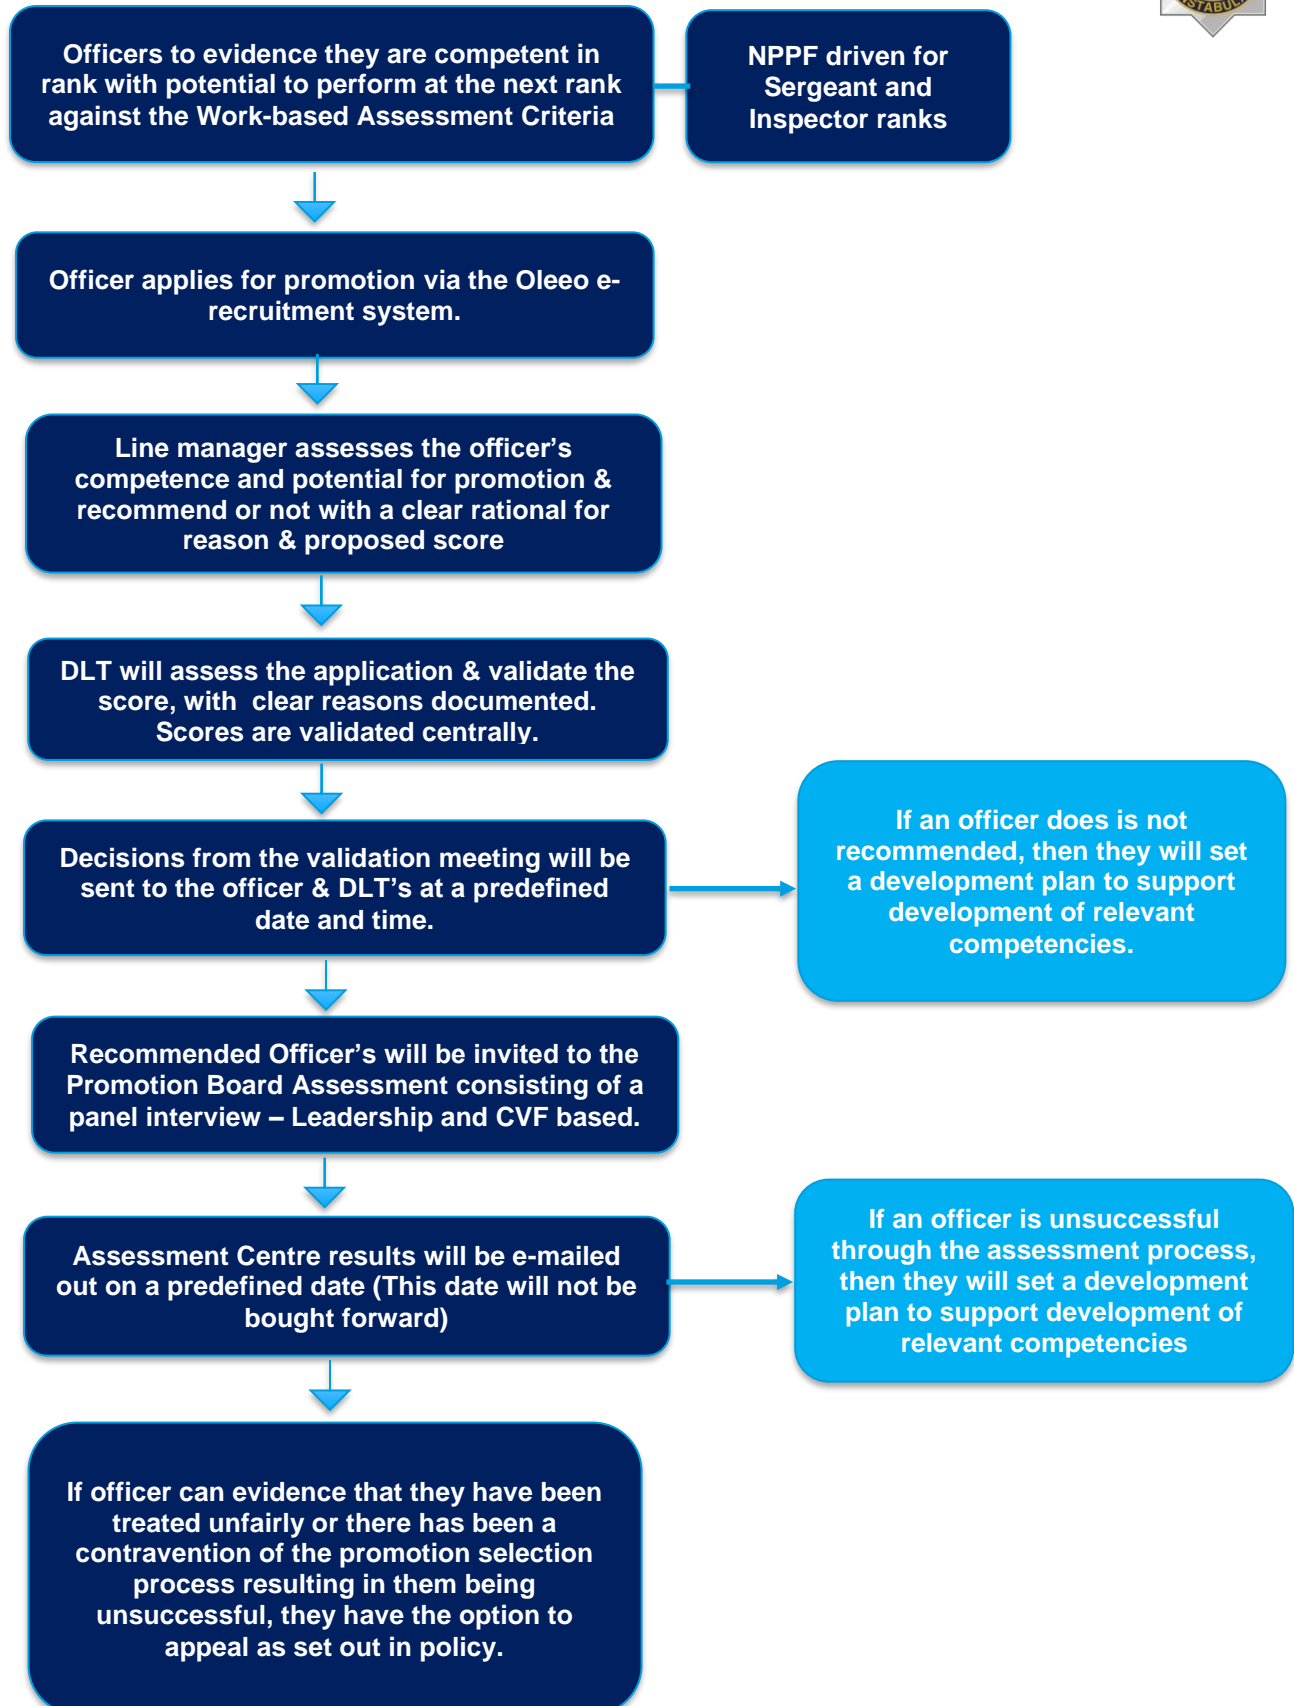 STABUL
Officers to evidence they are competent in
rank with potential to perform at the next rank
against the Work-based Assessment Criteria
NPPF driven for
Sergeant and
Inspector ranks
Officer applies for promotion via the Oleeo e-
recruitment system.
Line manager assesses the officer’s
competence and potential for promotion &
recommend or not with a clear rational for
reason & proposed score
DLT will assess the application & validate the
score, with clear reasons documented.
Scores are validated centrally.
Decisions from the validation meeting will be
sent to the officer & DLT’s at a predefined
date and time.
If an officer does is not
recommended, then they will set
a development plan to support
development of relevant
competencies.
Recommended Officer’s will be invited to the
Promotion Board Assessment consisting of a
panel interview – Leadership and CVF based.
Assessment Centre results will be e-mailed
out on a predefined date (This date will not be
bought forward)
If an officer is unsuccessful
through the assessment process,
then they will set a development
plan to support development of
relevant competencies
If officer can evidence that they have been
treated unfairly or there has been a
contravention of the promotion selection
process resulting in them being
unsuccessful, they have the option to
appeal as set out in policy.